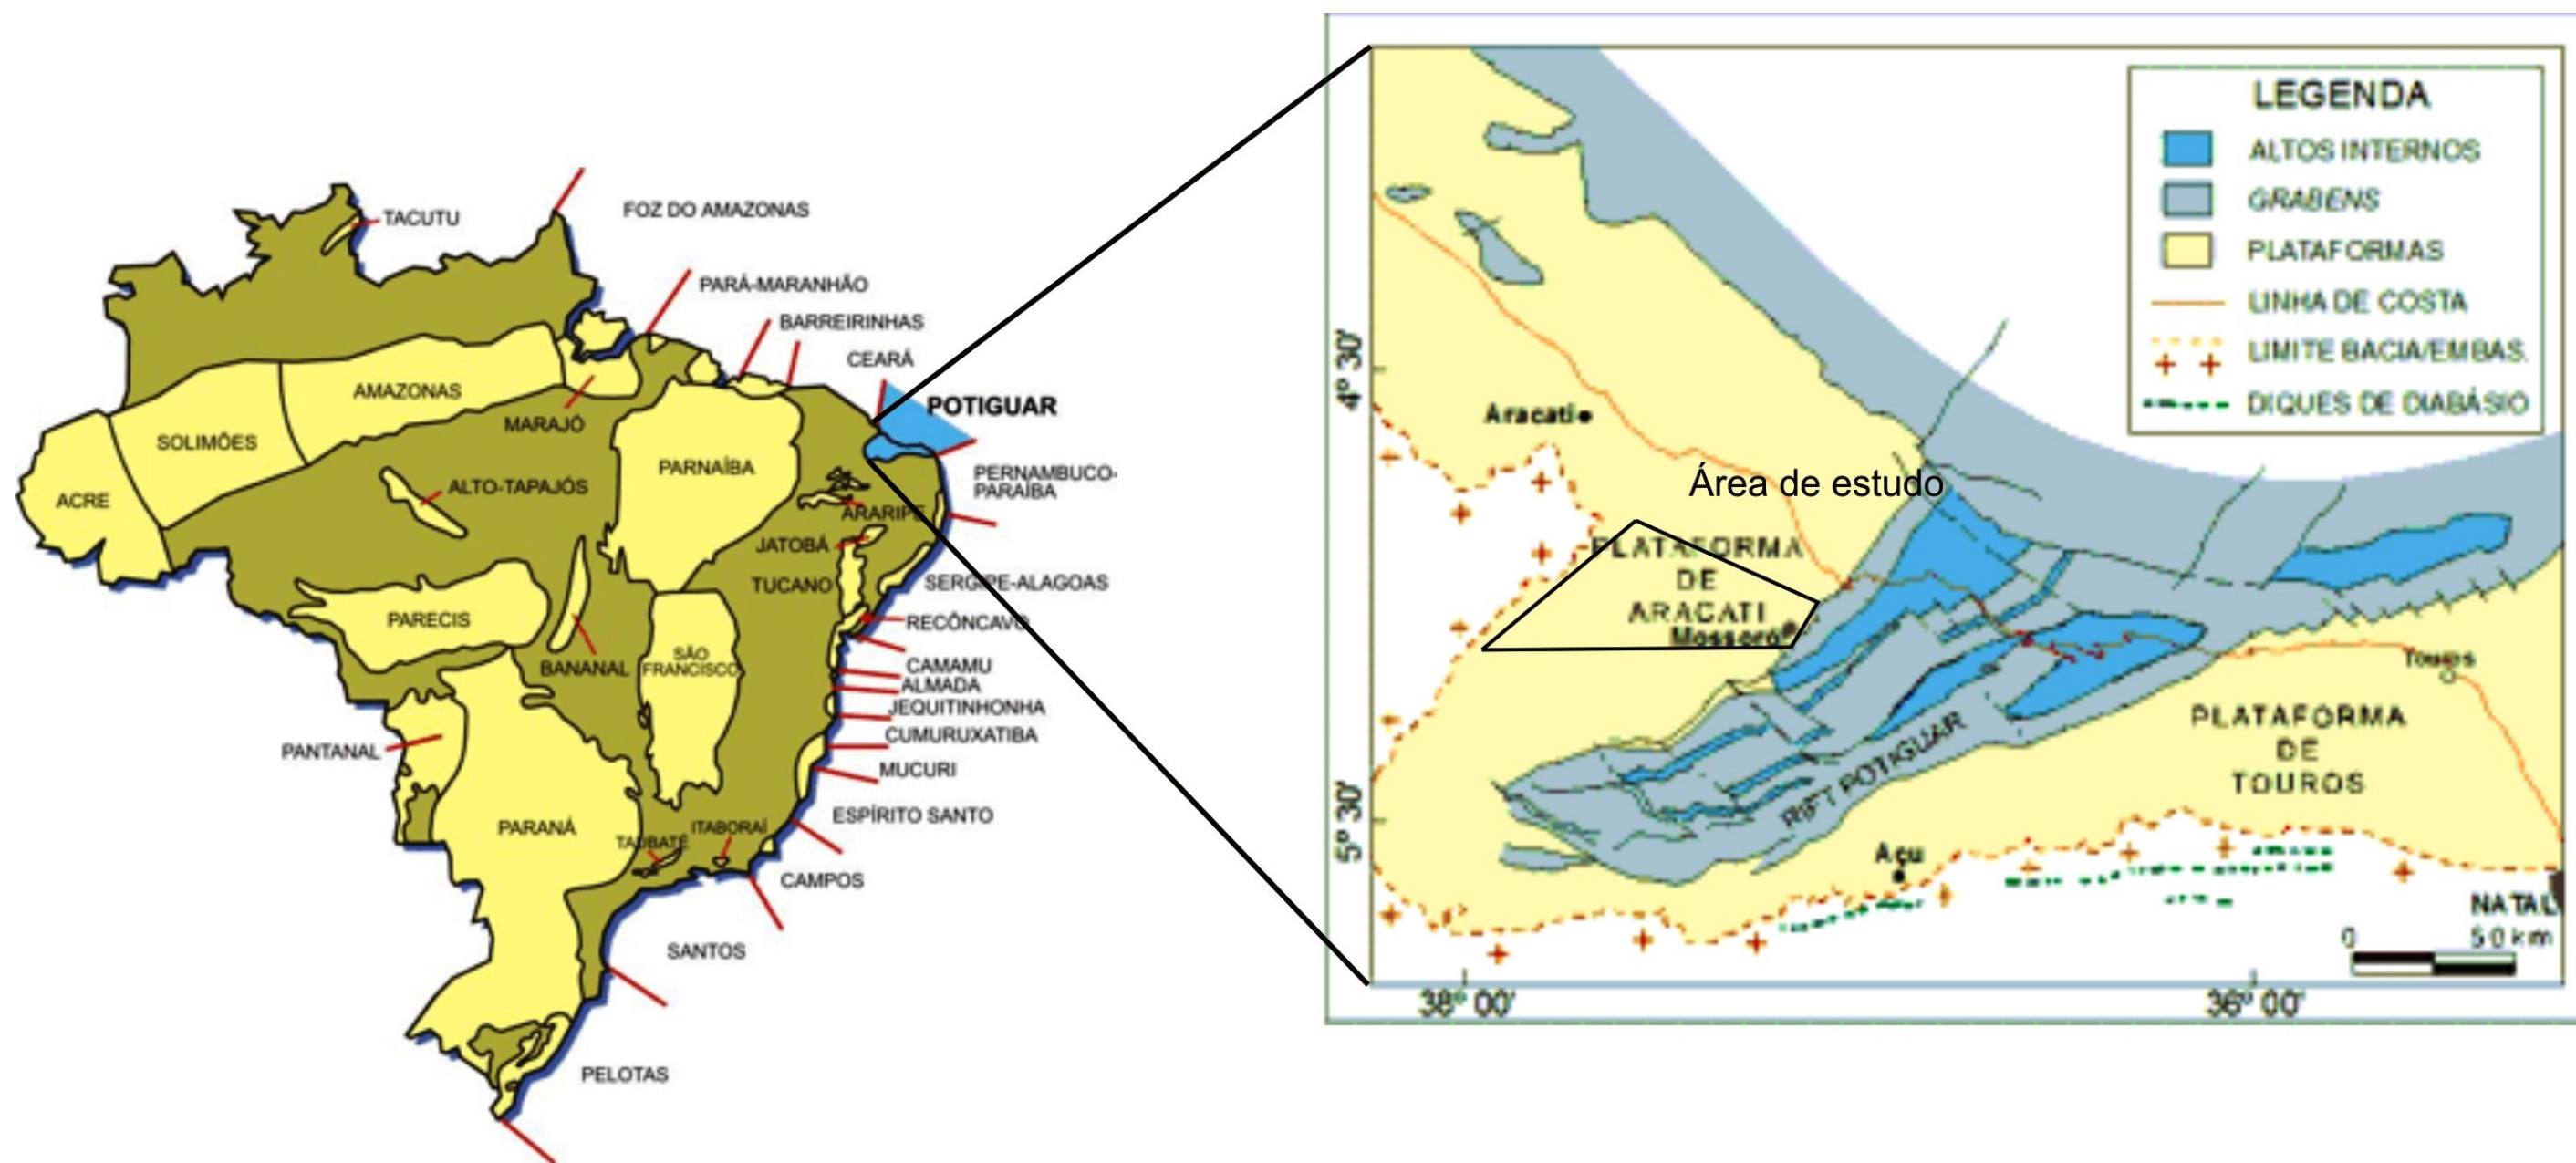 TACUTU
FOZ DO AMAZONAS
PARÁ-MARANHÃO
BARREIRINHAS
CEARÁ
POTIGUAR
AMAZONAS
MARAJÓ
SOLIMÕES
PARNAÍBA
PERNAMBUCO-
PARAÍBA
ACRE
ALTO-TAPAJÓS
ARARIPE
JATOBÁ
TUCANO
SERGIPE-ALAGOAS
PARECIS
RECÔNCAVO
BANANAL
SÃO
FRANCISCO
CAMAMU
ALMADA
JEQUITINHONHA
CUMURUXATIBA
PANTANAL
MUCURI
ESPÍRITO SANTO
PARANÁ
TAUBATÉ
ITABORAÍ
CAMPOS
SANTOS
PELOTAS
LEGENDA
ALTOS INTERNOS
GRABENS
PLATAFORMAS
LINHA DE COSTA
LIMITE BACIA/EMBAS.
DIQUES DE DIABÁSIO
4º 30'
Aracati
Área de estudo
PLATAFORMA
DE
ARACATI
Mossoró
Touros
PLATAFORMA
DE
TOUROS
RIFT POTIGUAR
5º 30'
Açu
NATAL
0 50 km
38º 00'
36º 00'